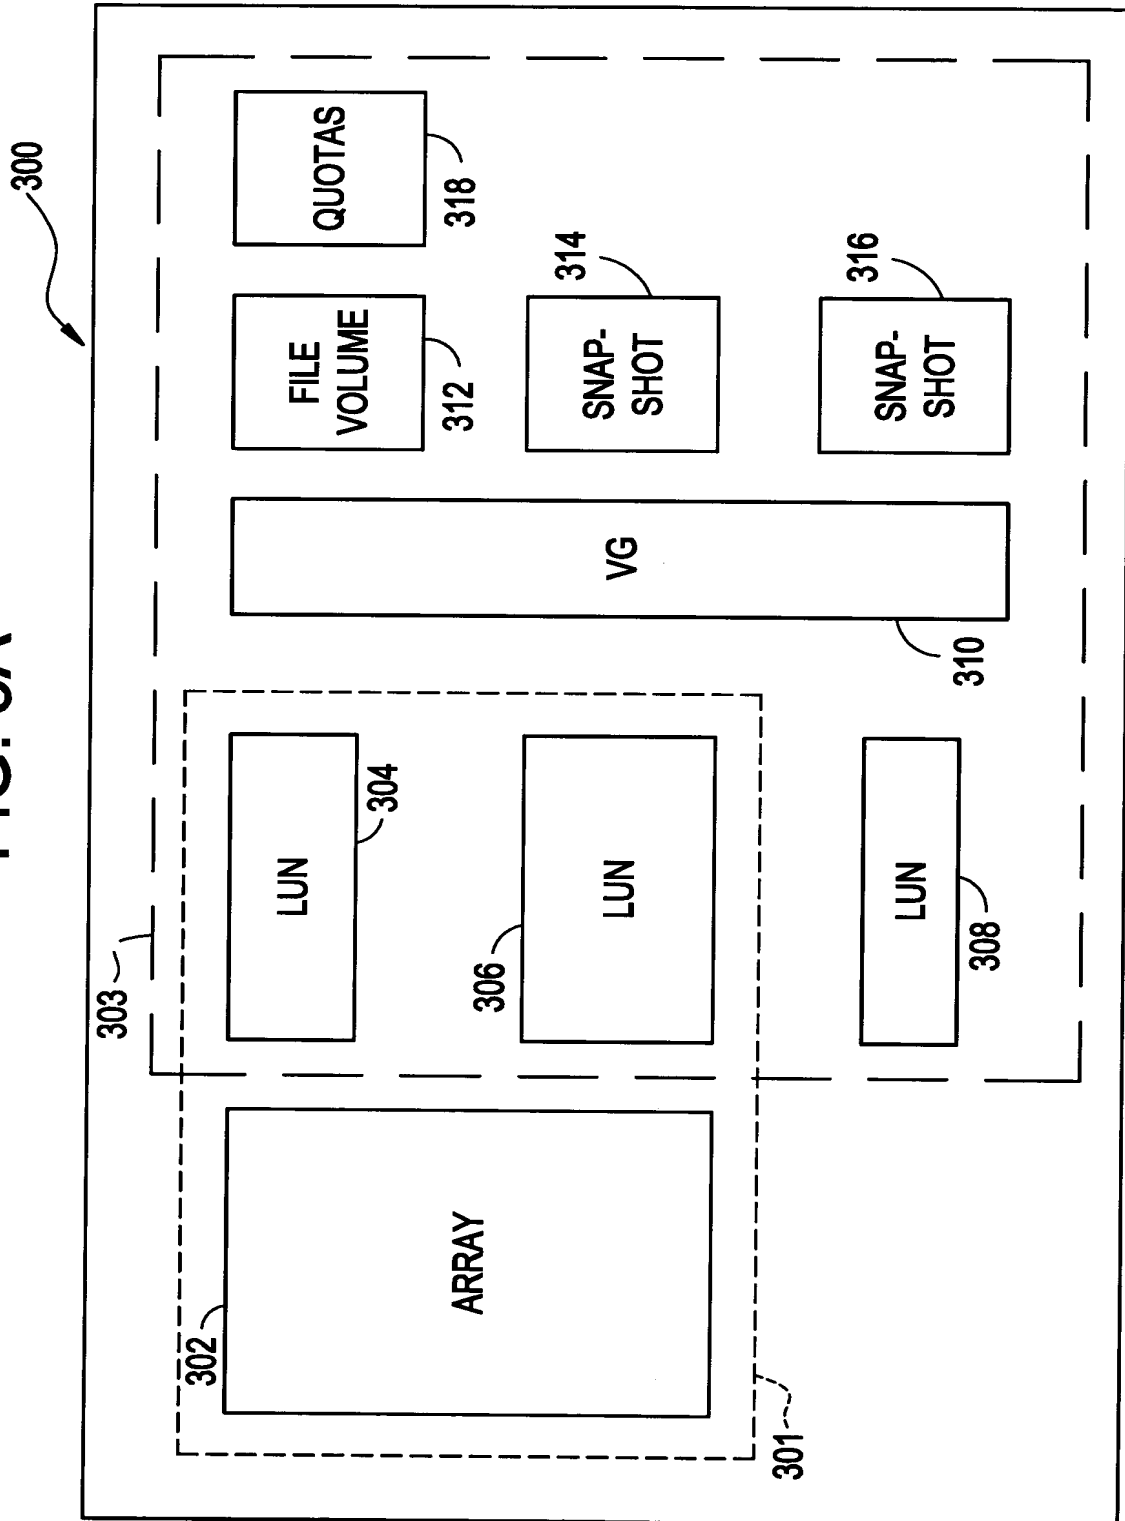 FIG. 3A
300
303
302
ARRAY
301
LUN
304
306
LUN
LUN
308
VG
310
FILE
VOLUME
312
QUOTAS
318
314
SNAP-
SHOT
316
SNAP-
SHOT